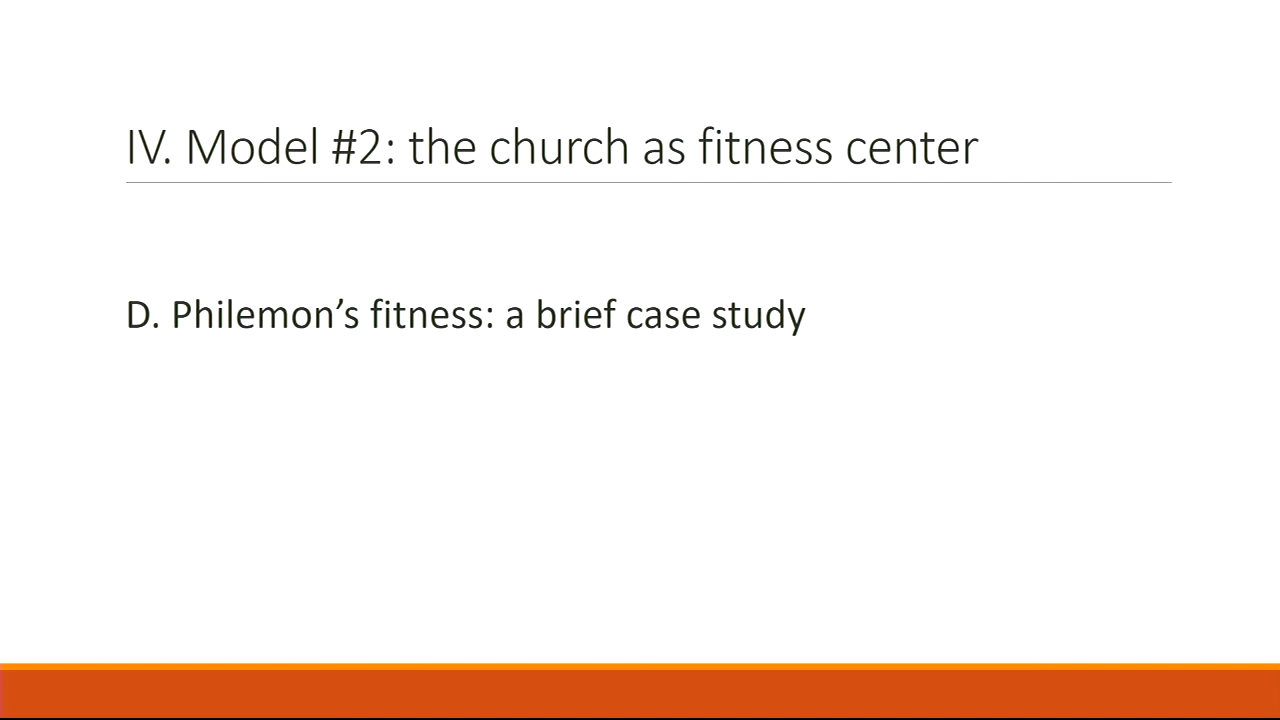 IV. Model #2: the church as fitness center
D. Philemon’s fitness: a brief case study